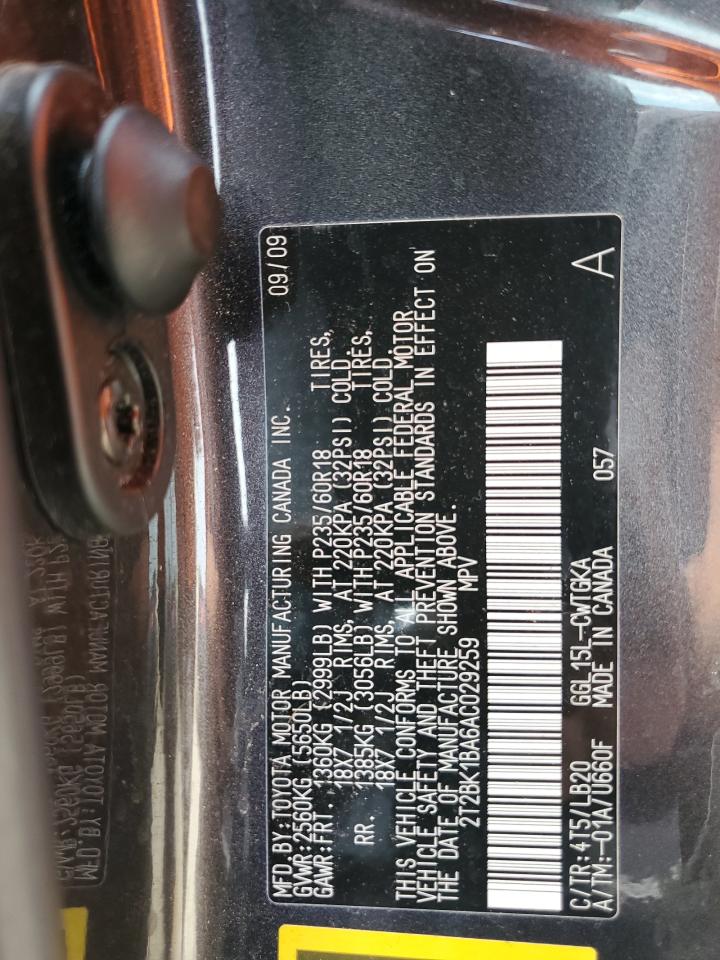 MFD.BY:TOYOTA MOTOR MANUFACTURING CANADA INC. 09/09
GVWR:2560KG (5650LB)
GAWR:FRT. 1360KG (2999LB) WITH P235/60R18 TIRES,
18X7 1/2J RIMS, AT 220KPA (32PSI) COLD.
RR. 1385KG (3056LB) WITH P235/60R18 TIRES,
18X7 1/2J RIMS, AT 220KPA (32PSI) COLD.
THIS VEHICLE CONFORMS TO ALL APPLICABLE FEDERAL MOTOR
VEHICLE SAFETY AND THEFT PREVENTION STANDARDS IN EFFECT ON
THE DATE OF MANUFACTURE SHOWN ABOVE.
2T2BK1BA6AC029259 MPV
C/TR:4T5/LB20 GGL15L-CWTGKA 057 A
A/TM:-01A/U660F MADE IN CANADA